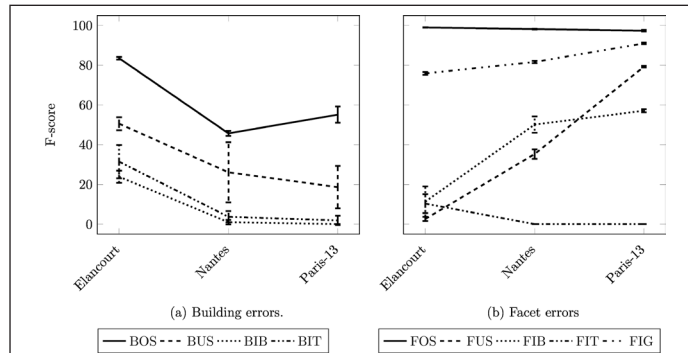 100
80
60
40
20
0
F-score
Elancourt
Nantes
Paris-13
Elancourt
Nantes
Paris-13
(a) Building errors.
(b) Facet errors
BOS BUS BIB BIT
FOS FUS FIB FIT FIG